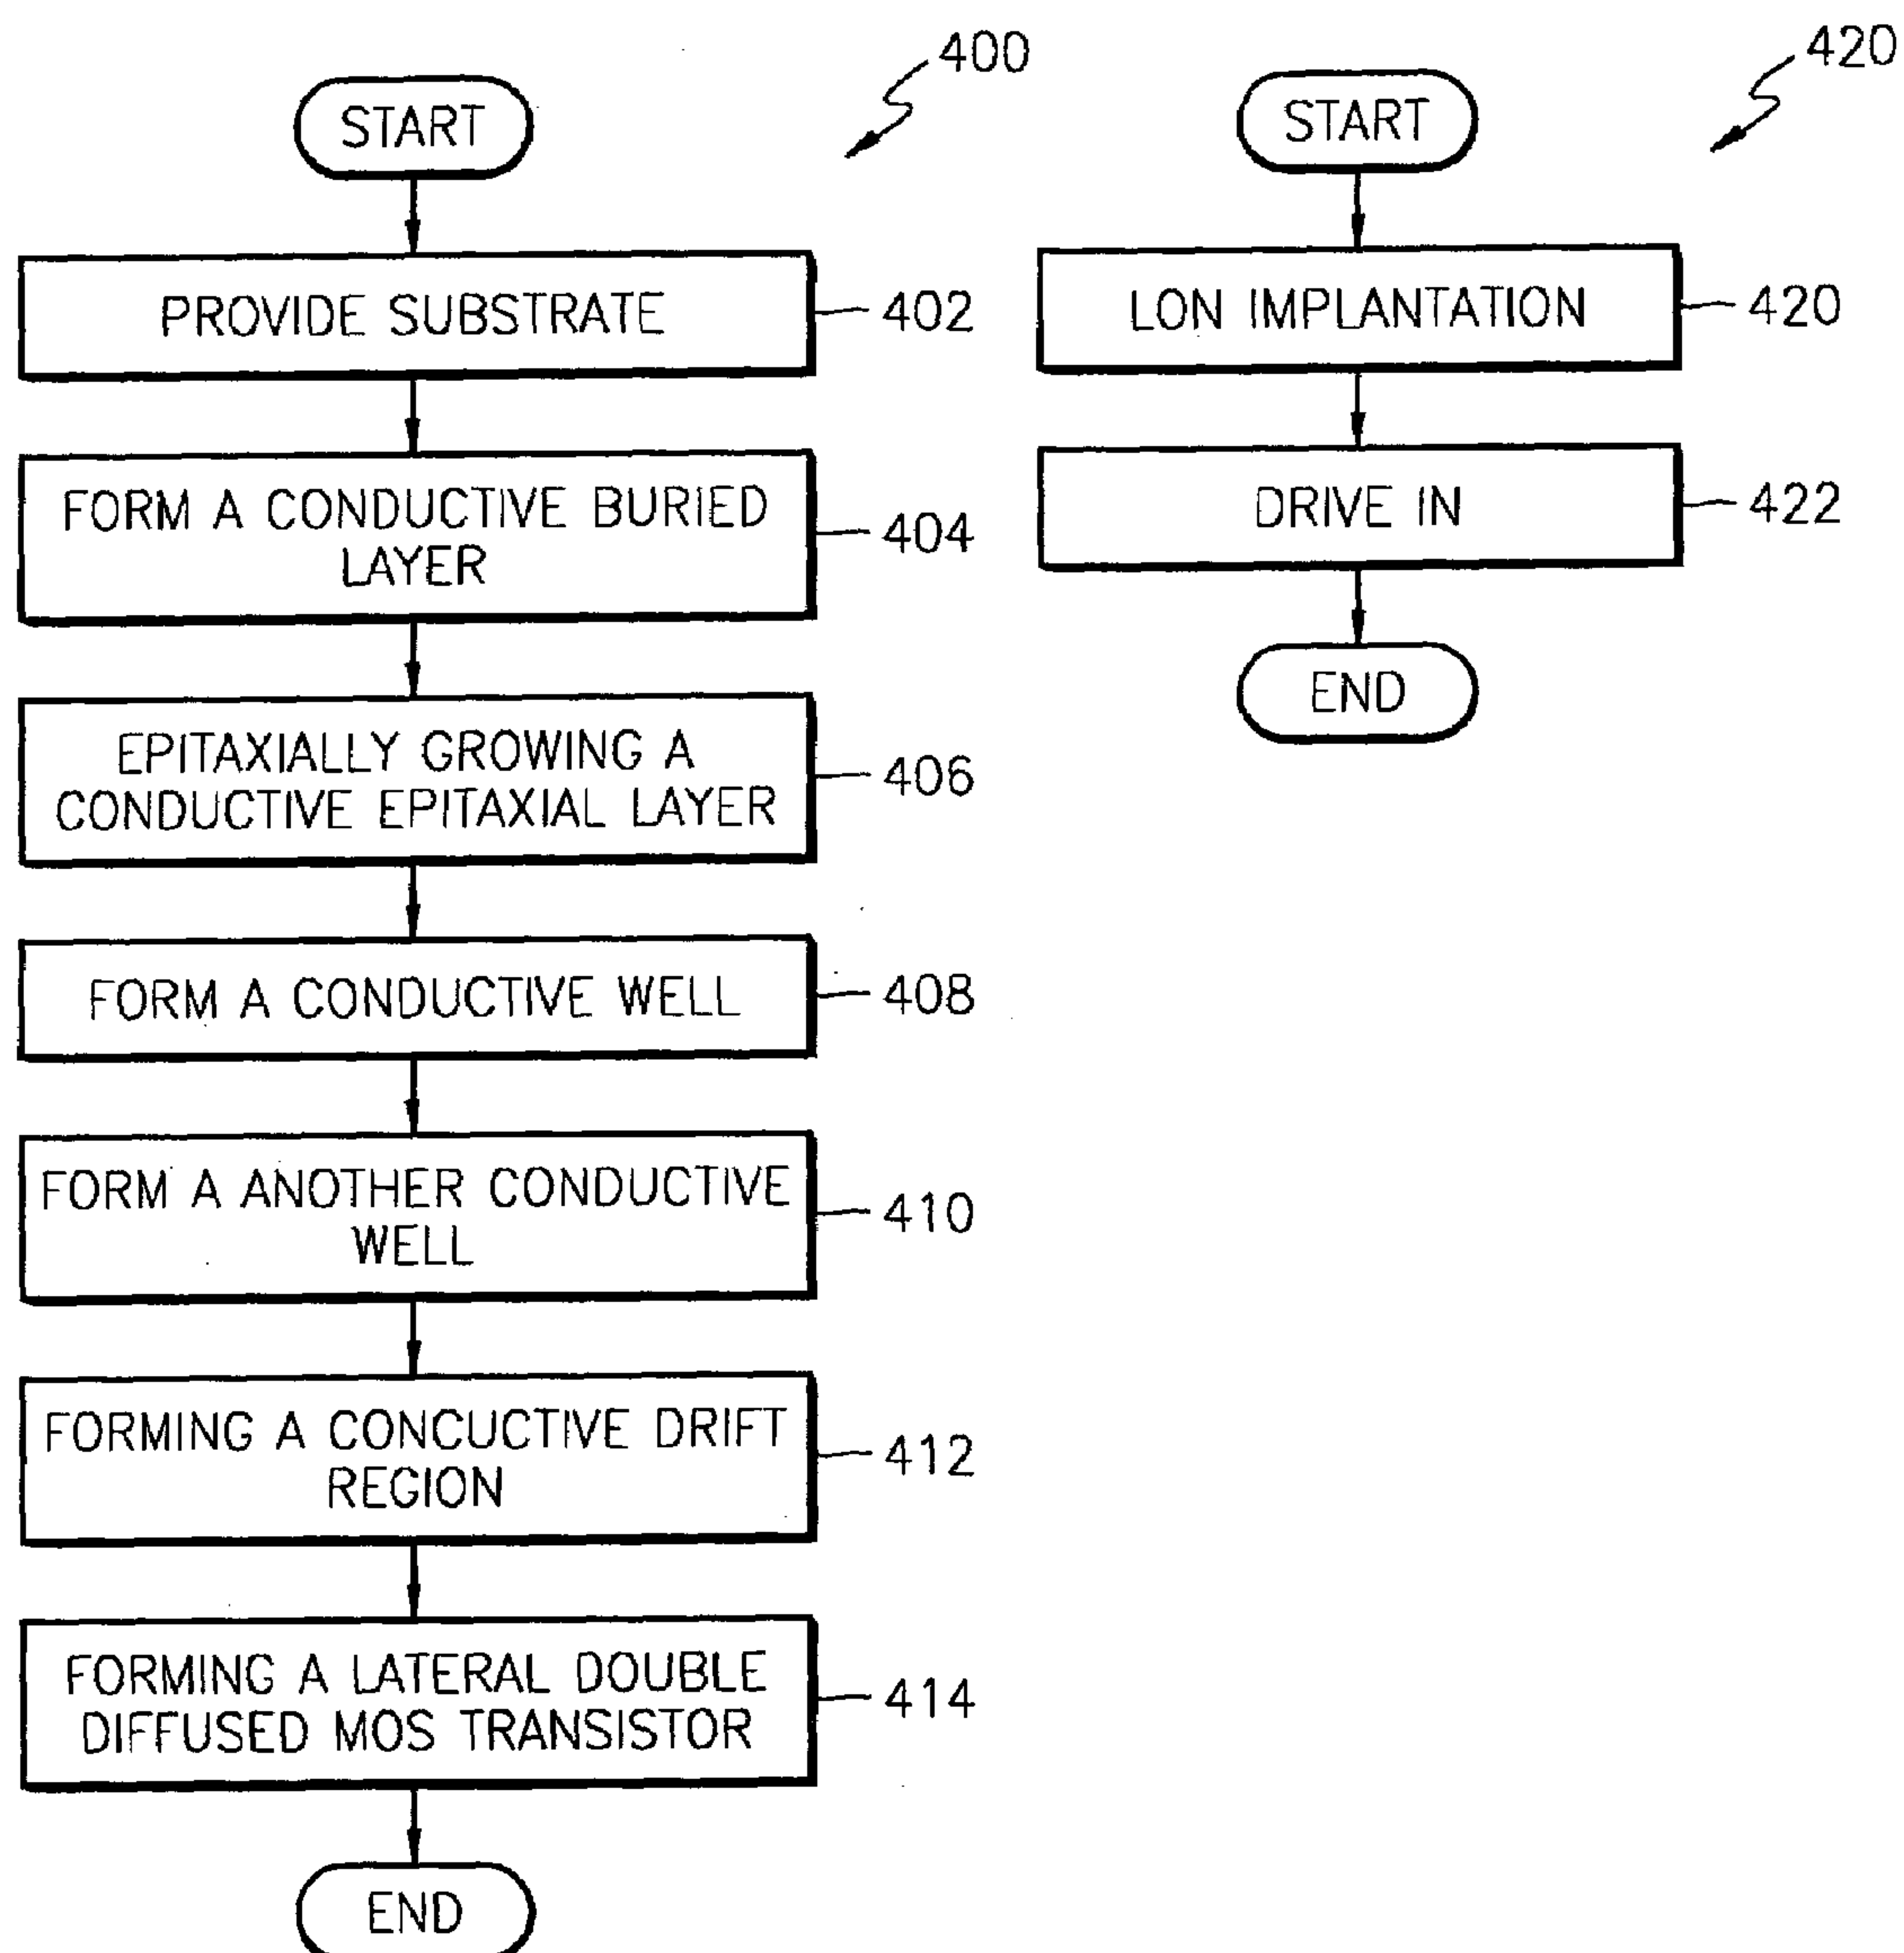 400
START
PROVIDE SUBSTRATE
402
FORM A CONDUCTIVE BURIED
LAYER
404
EPITAXIALLY GROWING A
CONDUCTIVE EPITAXIAL LAYER
406
FORM A CONDUCTIVE WELL
408
FORM A ANOTHER CONDUCTIVE
WELL
410
FORMING A CONCUCTIVE DRIFT
REGION
412
FORMING A LATERAL DOUBLE
DIFFUSED MOS TRANSISTOR
414
END
420
START
LON IMPLANTATION
420
DRIVE IN
422
END